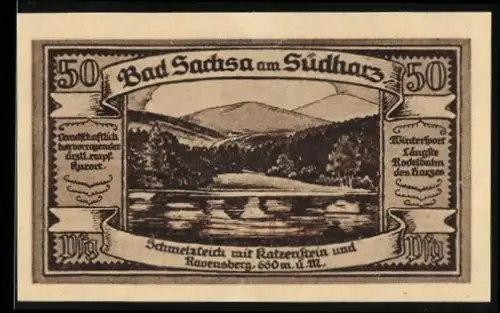 50
Bad Sachsa am Südharz
50
Landschaftlich
hervorragender
ärztl. empf.
Kurort.
Wintersport
Längste
Rodelbahn
des Harzes
Pfg
Schmelzteich mit Katzenstein und
Ravensberg - 660 m. ü. M.
Pfg